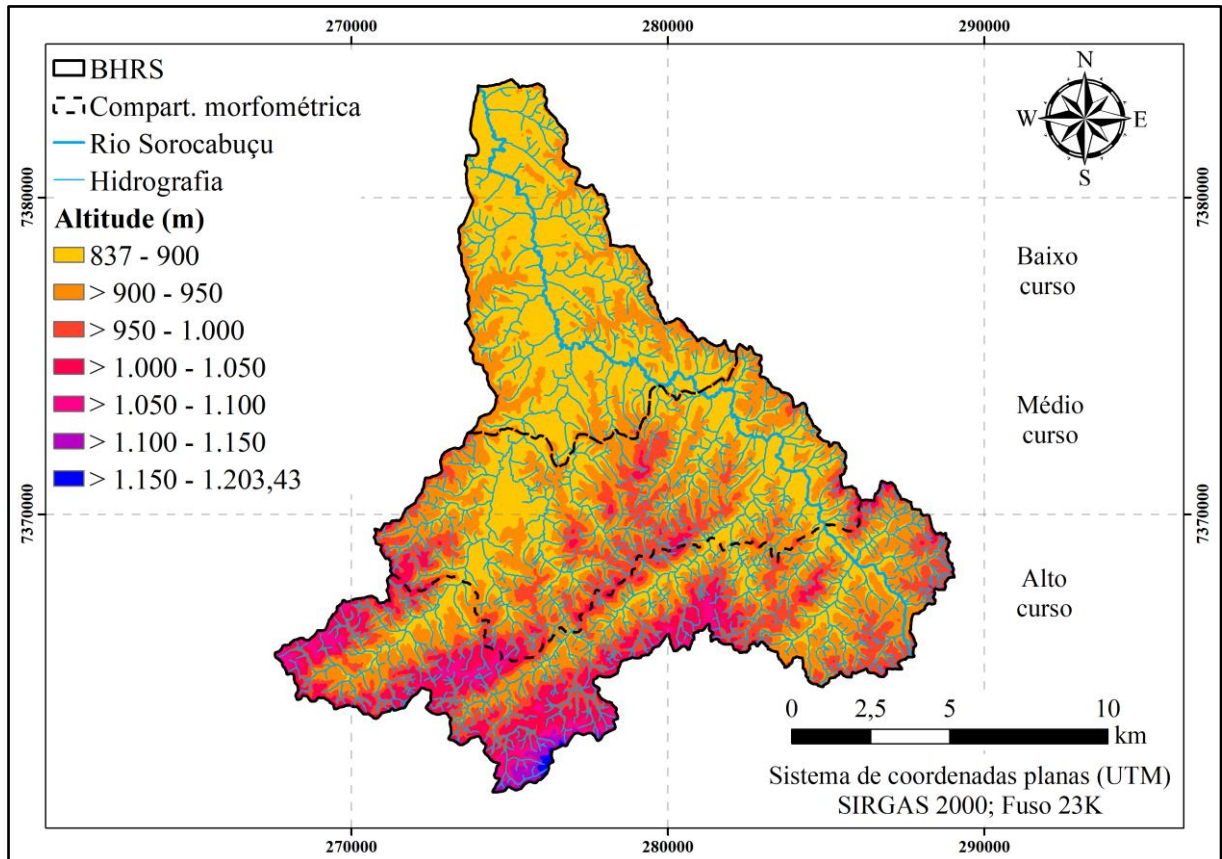 270000
280000
290000
BHRS
Compart. morfométrica
Rio Sorocabuçu
Hidrografia
Altitude (m)
837 - 900
> 900 - 950
> 950 - 1.000
> 1.000 - 1.050
> 1.050 - 1.100
> 1.100 - 1.150
> 1.150 - 1.203,43
N
W
E
S
7380000
7380000
Baixo
curso
Médio
curso
7370000
7370000
Alto
curso
0 2,5 5 10
km
Sistema de coordenadas planas (UTM)
SIRGAS 2000; Fuso 23K
270000
280000
290000